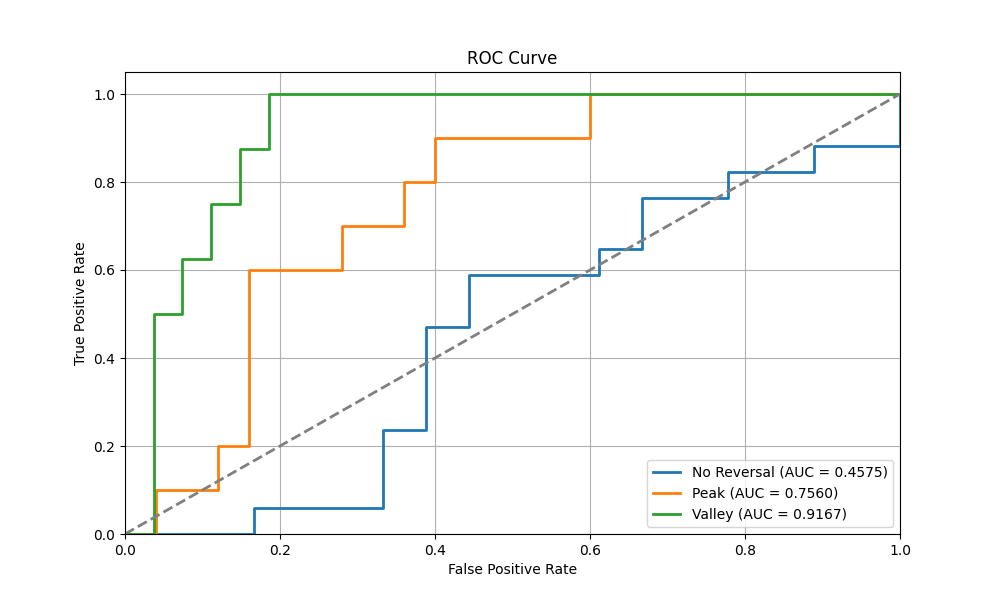 ROC Curve
True Positive Rate
1.0
0.8
0.6
0.4
0.2
0.0
0.0 0.2 0.4 0.6 0.8 1.0
False Positive Rate
No Reversal (AUC = 0.4575)
Peak (AUC = 0.7560)
Valley (AUC = 0.9167)